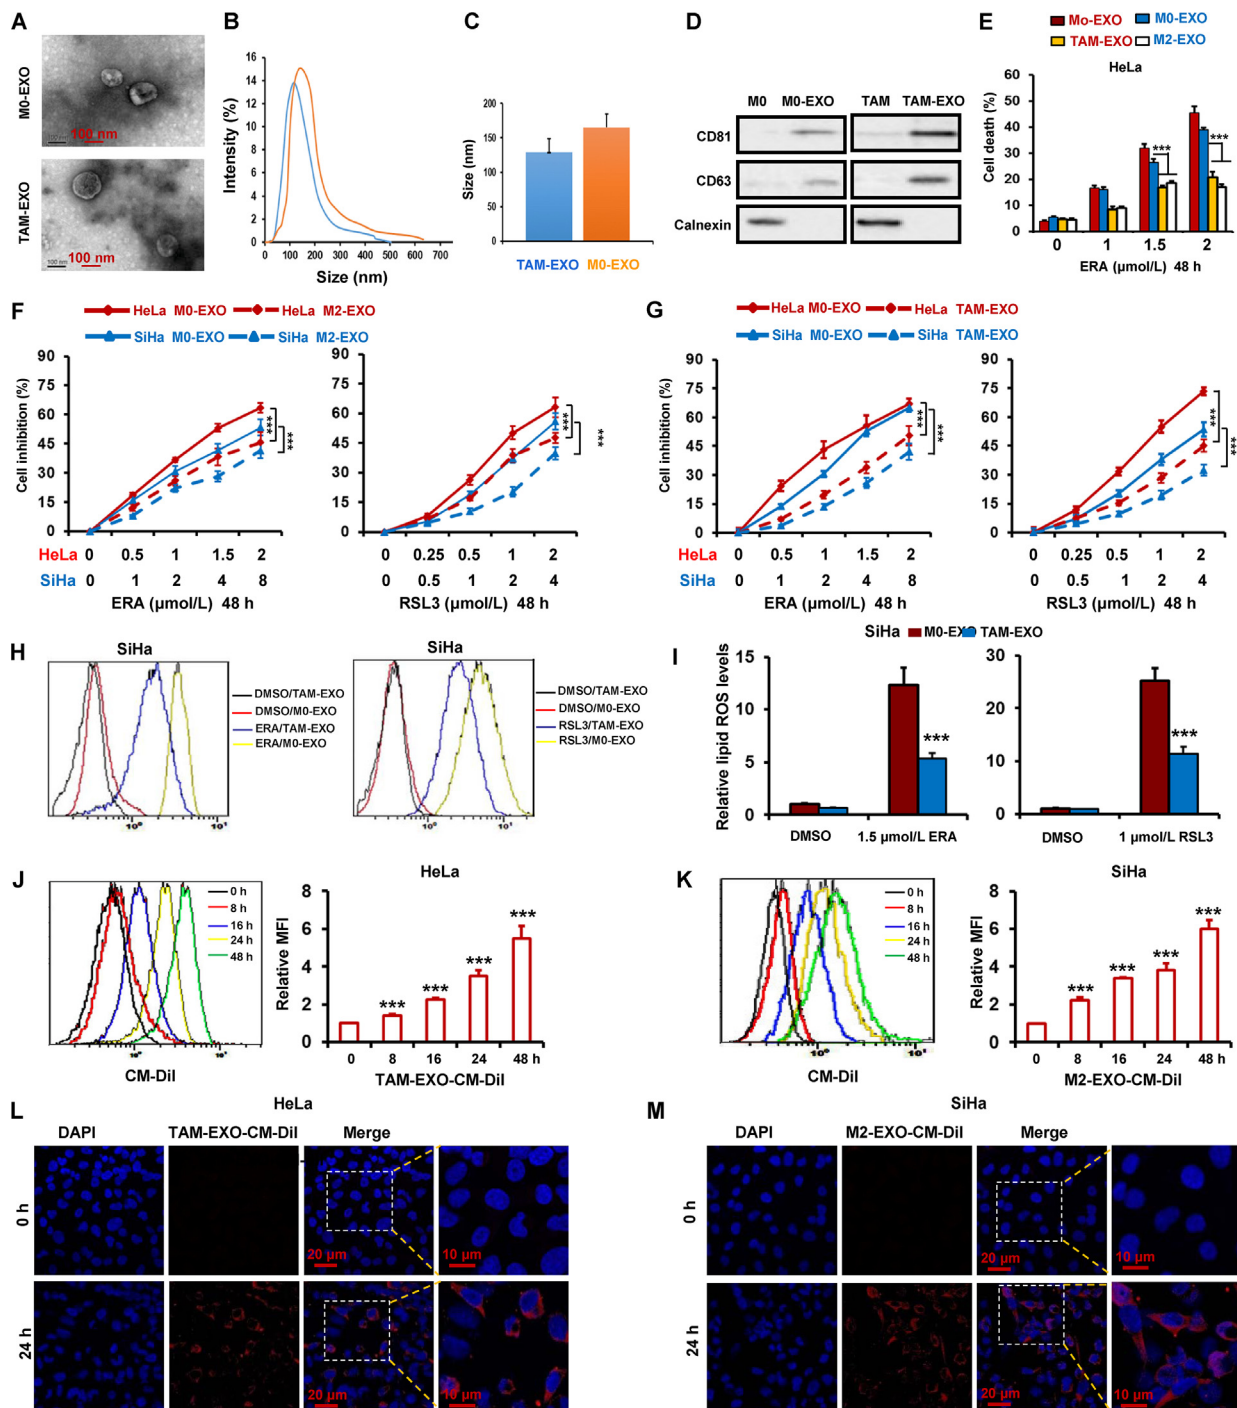 A
M0-EXO
100 nm
100 nm
TAM-EXO
100 nm
100 nm
B
Intensity (%)
16
14
12
10
8
6
4
2
0
0 100 200 300 400 500 600 700
Size (nm)
C
Size (nm)
200
150
100
50
0
TAM-EXO M0-EXO
D
M0 M0-EXO TAM TAM-EXO
CD81
CD63
Calnexin
E
Mo-EXO M0-EXO
TAM-EXO M2-EXO
HeLa
Cell death (%)
60
50
40
30
20
10
0
*** ***
0 1 1.5 2
ERA (μmol/L) 48 h
F
HeLa M0-EXO HeLa M2-EXO
SiHa M0-EXO SiHa M2-EXO
Cell inhibition (%)
90
75
60
45
30
15
0
*** ***
HeLa 0 0.5 1 1.5 2
SiHa 0 1 2 4 8
ERA (μmol/L) 48 h
90
75
60
45
30
15
0
*** ***
0 0.25 0.5 1 2
0 0.5 1 2 4
RSL3 (μmol/L) 48 h
G
HeLa M0-EXO HeLa TAM-EXO
SiHa M0-EXO SiHa TAM-EXO
Cell inhibition (%)
90
75
60
45
30
15
0
*** ***
HeLa 0 0.5 1 1.5 2
SiHa 0 1 2 4 8
ERA (μmol/L) 48 h
90
75
60
45
30
15
0
*** ***
0 0.25 0.5 1 2
0 0.5 1 2 4
RSL3 (μmol/L) 48 h
H
SiHa
DMSO/TAM-EXO
DMSO/M0-EXO
ERA/TAM-EXO
ERA/M0-EXO
10⁰ 10¹
SiHa
DMSO/TAM-EXO
DMSO/M0-EXO
RSL3/TAM-EXO
RSL3/M0-EXO
10⁰ 10¹
I
SiHa M0-EXO TAM-EXO
Relative lipid ROS levels
15
10
5
0
***
DMSO 1.5 μmol/L ERA
30
20
10
0
***
DMSO 1 μmol/L RSL3
J
0 h
8 h
16 h
24 h
48 h
10⁰ 10¹
CM-Dil
HeLa
Relative MFI
8
6
4
2
0
*** *** *** ***
0 8 16 24 48 h
TAM-EXO-CM-Dil
K
0 h
8 h
16 h
24 h
48 h
10⁰ 10¹
CM-Dil
SiHa
Relative MFI
8
6
4
2
0
*** *** *** ***
0 8 16 24 48 h
M2-EXO-CM-Dil
L
HeLa
DAPI TAM-EXO-CM-Dil Merge
0 h
20 μm 10 μm
24 h
20 μm 10 μm
M
SiHa
DAPI M2-EXO-CM-Dil Merge
0 h
20 μm 10 μm
24 h
20 μm 10 μm